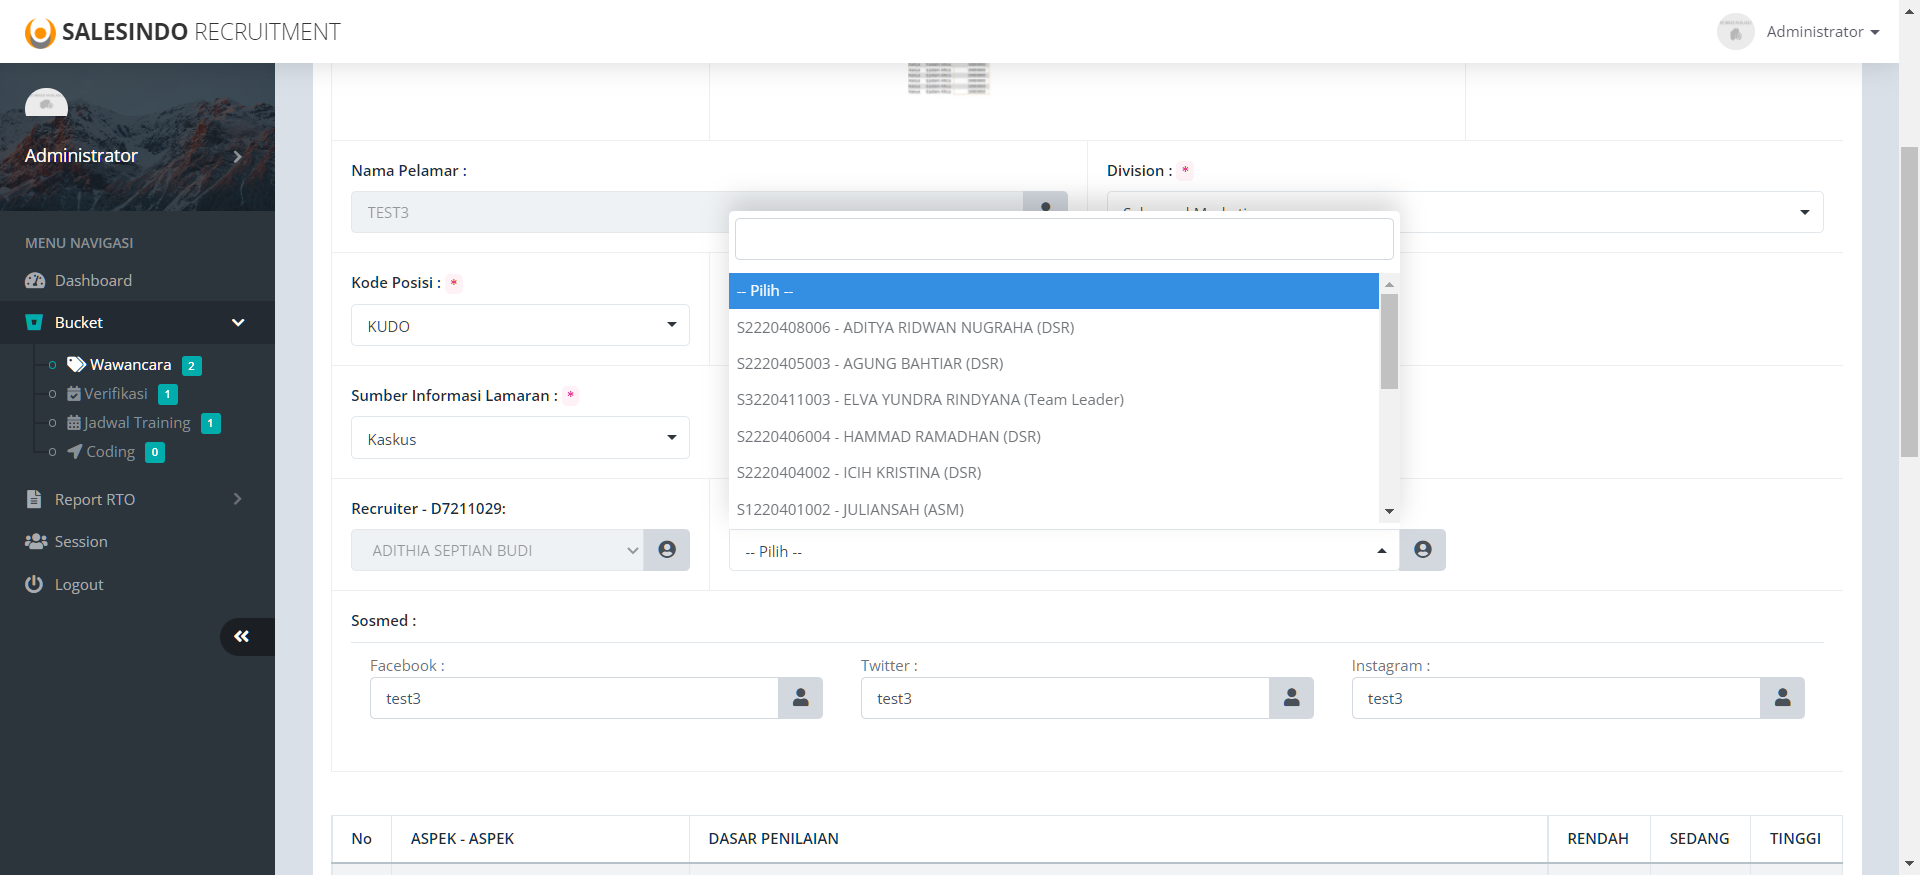 SALESINDO RECRUITMENT
Administrator
Administrator
MENU NAVIGASI
Dashboard
Bucket
Wawancara 2
Verifikasi 1
Jadwal Training 1
Coding 0
Report RTO
Session
Logout
Nama Pelamar :
TEST3
Division : *
Kode Posisi : *
KUDO
Sumber Informasi Lamaran : *
Kaskus
Recruiter - D7211029:
ADITHIA SEPTIAN BUDI
-- Pilih --
S2220408006 - ADITYA RIDWAN NUGRAHA (DSR)
S2220405003 - AGUNG BAHTIAR (DSR)
S3220411003 - ELVA YUNDRA RINDYANA (Team Leader)
S2220406004 - HAMMAD RAMADHAN (DSR)
S2220404002 - ICIH KRISTINA (DSR)
S1220401002 - JULIANSAH (ASM)
-- Pilih --
Sosmed :
Facebook :
test3
Twitter :
test3
Instagram :
test3
No ASPEK - ASPEK DASAR PENILAIAN RENDAH SEDANG TINGGI